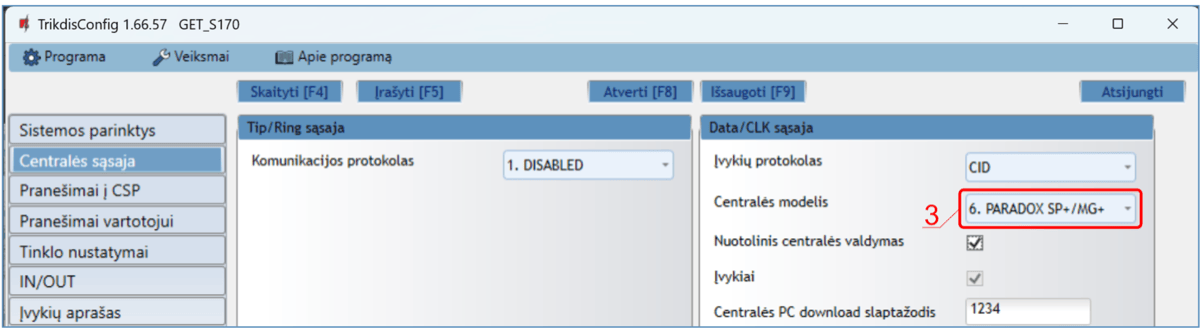 TrikdisConfig 1.66.57 GET_S170
Programa Veiksmai Apie programą
Skaityti [F4] Įrašyti [F5] Atverti [F8] Išsaugoti [F9] Atsijungti
Sistemos parinktys
Centralės sąsaja
Pranešimai į CSP
Pranešimai vartotojui
Tinklo nustatymai
IN/OUT
Įvykių aprašas
Tip/Ring sąsaja
Komunikacijos protokolas 1. DISABLED
Data/CLK sąsaja
Įvykių protokolas CID
Centralės modelis 6. PARADOX SP+/MG+
3
Nuotolinis centralės valdymas
Įvykiai
Centralės PC download slaptažodis 1234